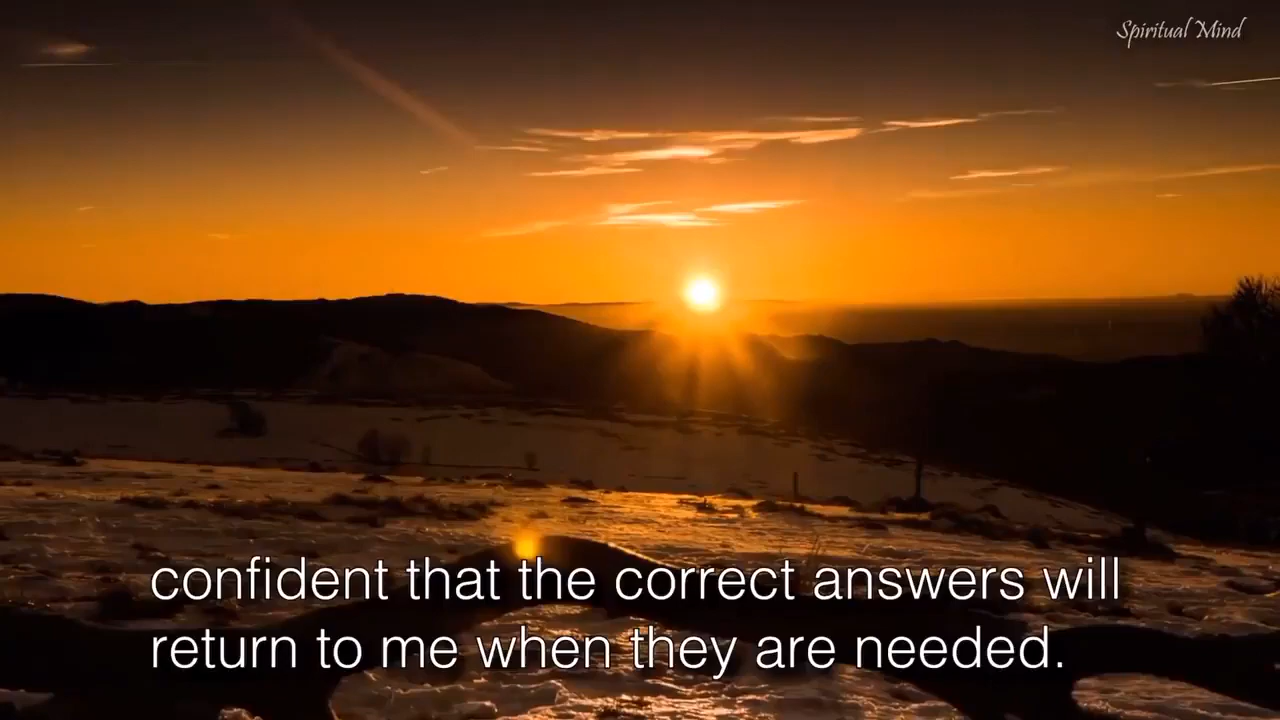 Spiritual Mind
confident that the correct answers will
return to me when they are needed.